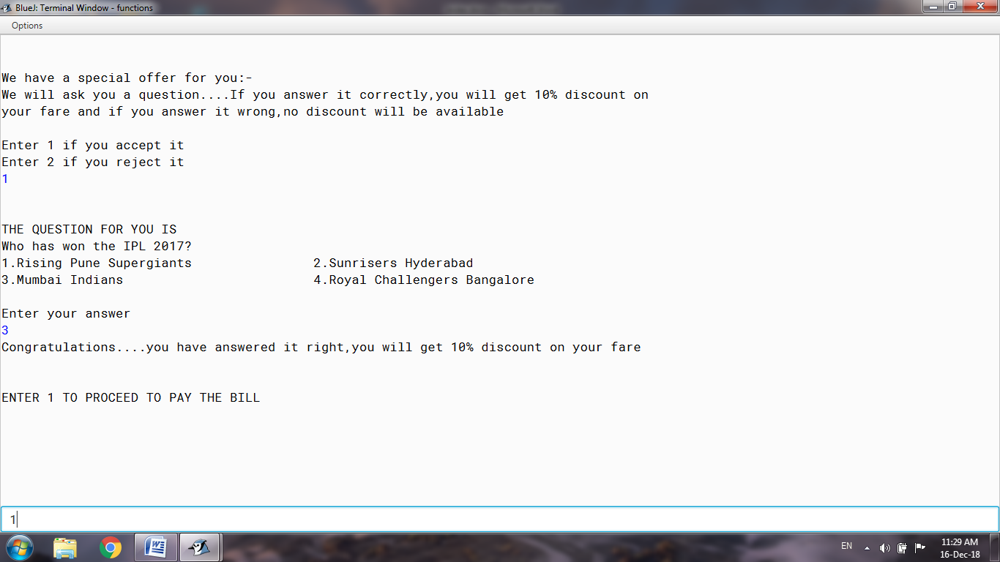 BlueJ: Terminal Window - functions
Options
We have a special offer for you:-
We will ask you a question....If you answer it correctly,you will get 10% discount on
your fare and if you answer it wrong,no discount will be available
Enter 1 if you accept it
Enter 2 if you reject it
1
THE QUESTION FOR YOU IS
Who has won the IPL 2017?
1.Rising Pune Supergiants 2.Sunrisers Hyderabad
3.Mumbai Indians 4.Royal Challengers Bangalore
Enter your answer
3
Congratulations....you have answered it right,you will get 10% discount on your fare
ENTER 1 TO PROCEED TO PAY THE BILL
1
EN 11:29 AM
16-Dec-18